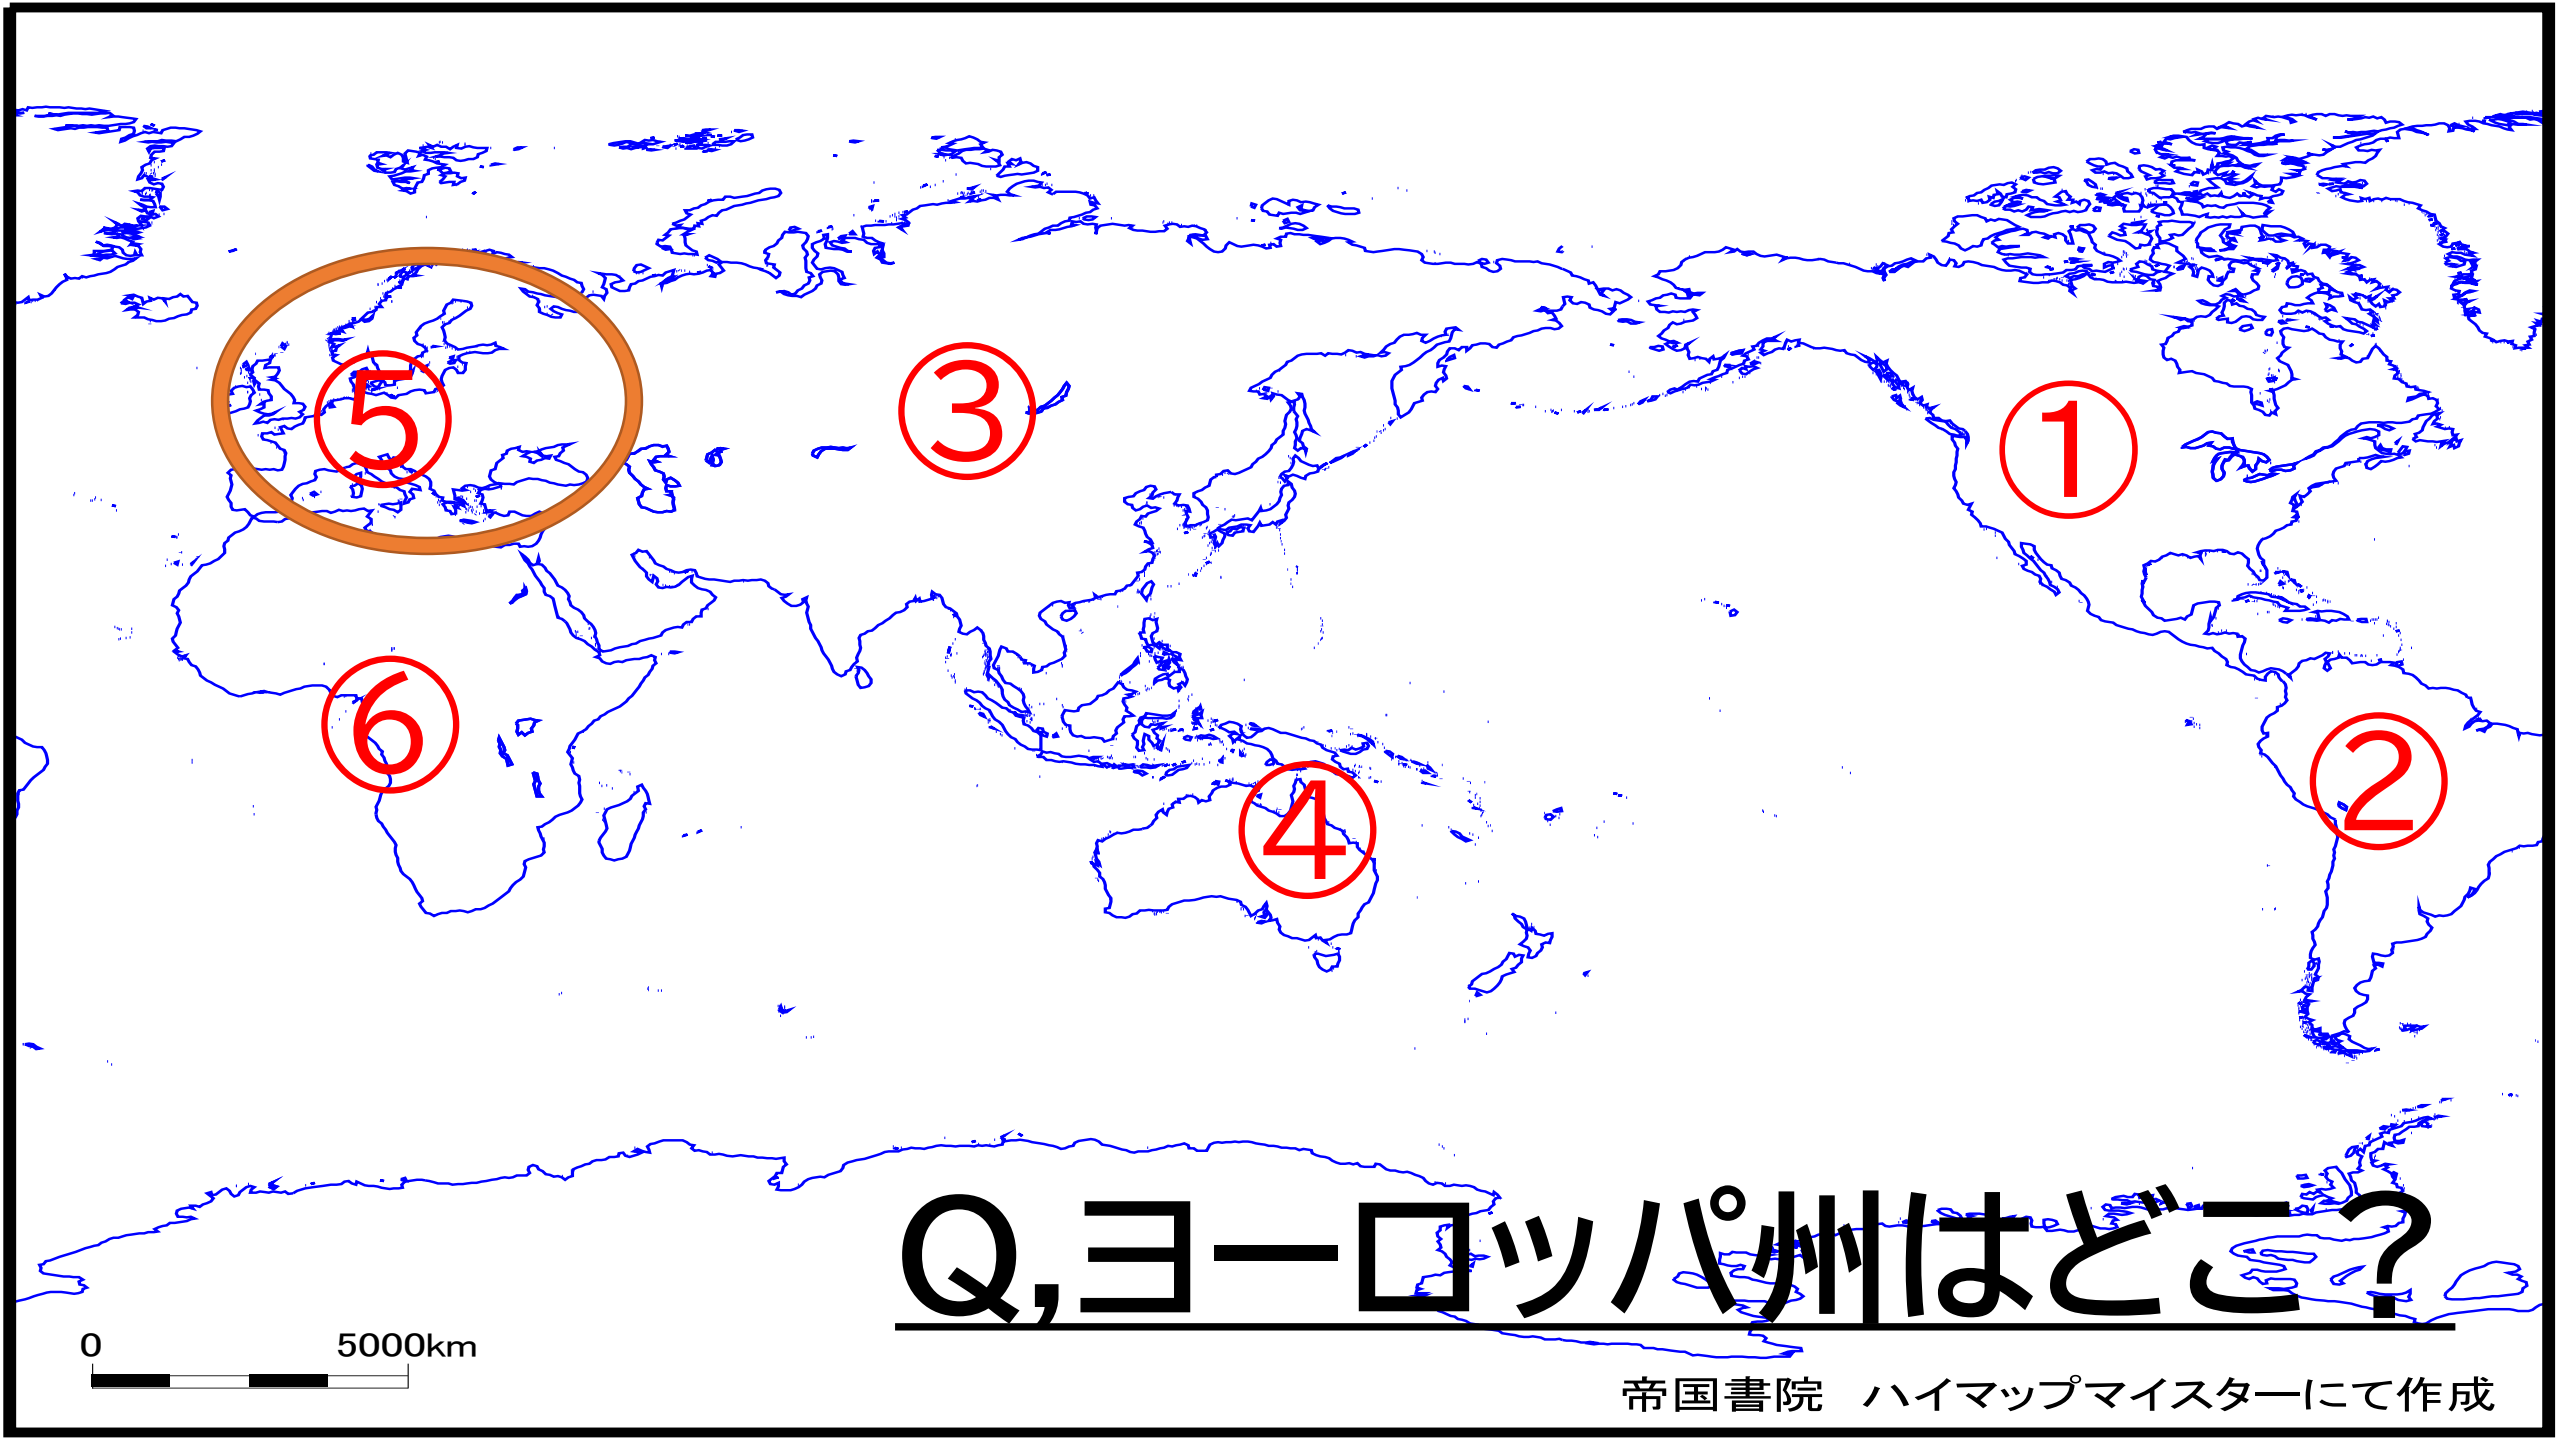 ⑤
③
①
⑥
④
②
Q,ヨーロッパ州はどこ?
0 5000km
帝国書院 ハイマップマイスターにて作成